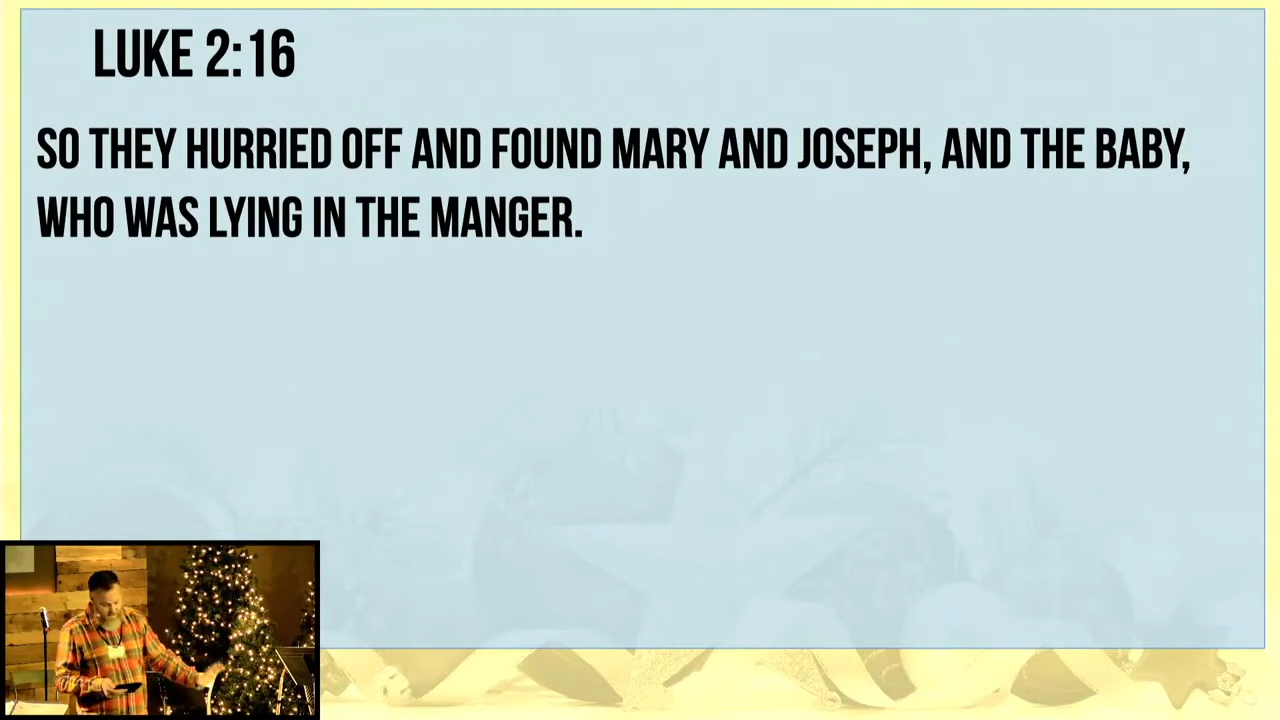 LUKE 2:16
SO THEY HURRIED OFF AND FOUND MARY AND JOSEPH, AND THE BABY,
WHO WAS LYING IN THE MANGER.